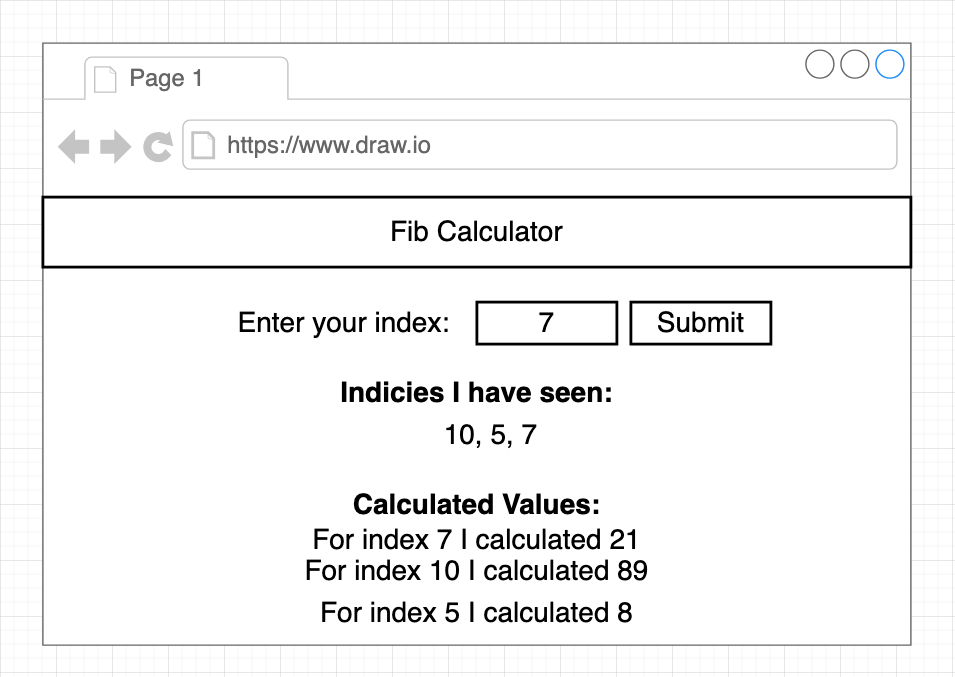 Page 1
https://www.draw.io
Fib Calculator
Enter your index: 7 Submit
Indicies I have seen:
10, 5, 7
Calculated Values:
For index 7 I calculated 21
For index 10 I calculated 89
For index 5 I calculated 8